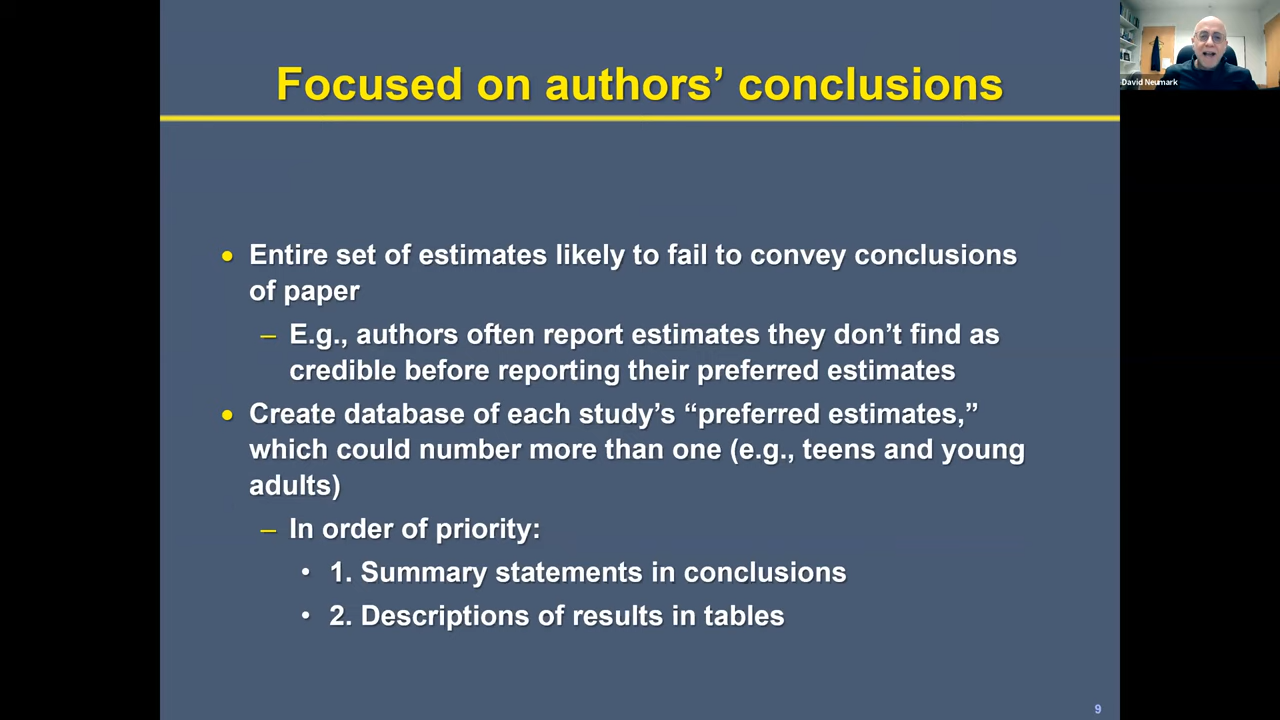 Focused on authors’ conclusions
David Neumark
• Entire set of estimates likely to fail to convey conclusions
of paper
– E.g., authors often report estimates they don’t find as
credible before reporting their preferred estimates
• Create database of each study’s “preferred estimates,”
which could number more than one (e.g., teens and young
adults)
– In order of priority:
• 1. Summary statements in conclusions
• 2. Descriptions of results in tables
9